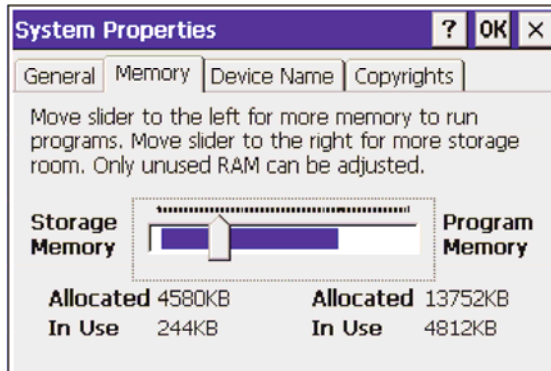 System Properties ? OK ×
General Memory Device Name Copyrights
Move slider to the left for more memory to run
programs. Move slider to the right for more storage
room. Only unused RAM can be adjusted.
Storage Memory
Program Memory
Allocated 4580KB Allocated 13752KB
In Use 244KB In Use 4812KB